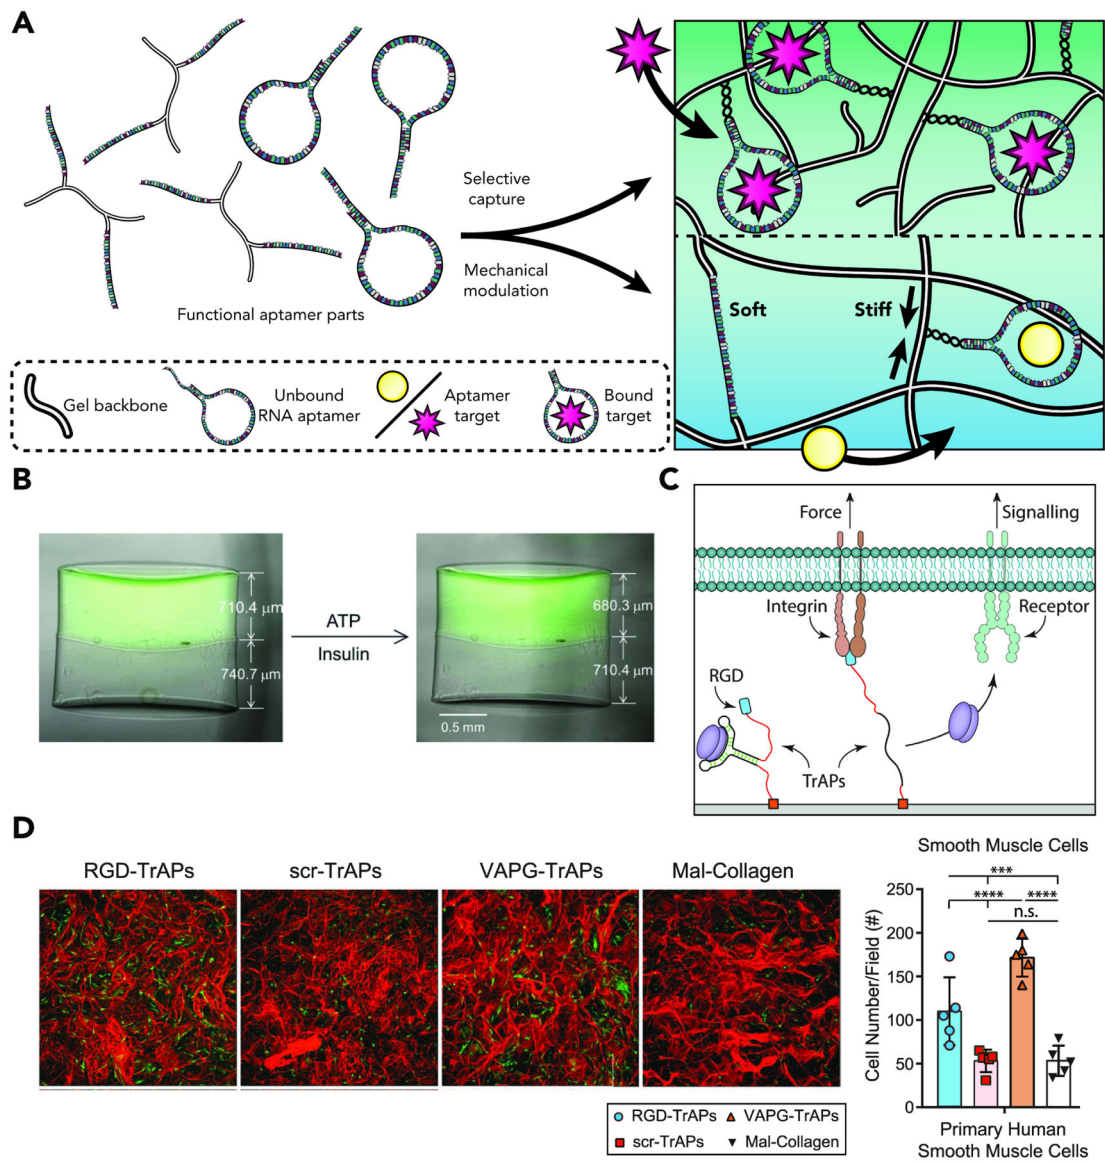 A
Selective
capture
Mechanical
modulation
Functional aptamer parts
Soft
Stiff
Gel backbone
Unbound
RNA aptamer
Aptamer
target
Bound
target
B
710.4 µm
740.7 µm
ATP
Insulin
680.3 µm
710.4 µm
0.5 mm
C
Force
Signalling
Integrin
Receptor
RGD
TrAPs
D
RGD-TrAPs
scr-TrAPs
VAPG-TrAPs
Mal-Collagen
Smooth Muscle Cells
***
**** ****
n.s.
Cell Number/Field (#)
250
200
150
100
50
0
Primary Human
Smooth Muscle Cells
RGD-TrAPs VAPG-TrAPs
scr-TrAPs Mal-Collagen